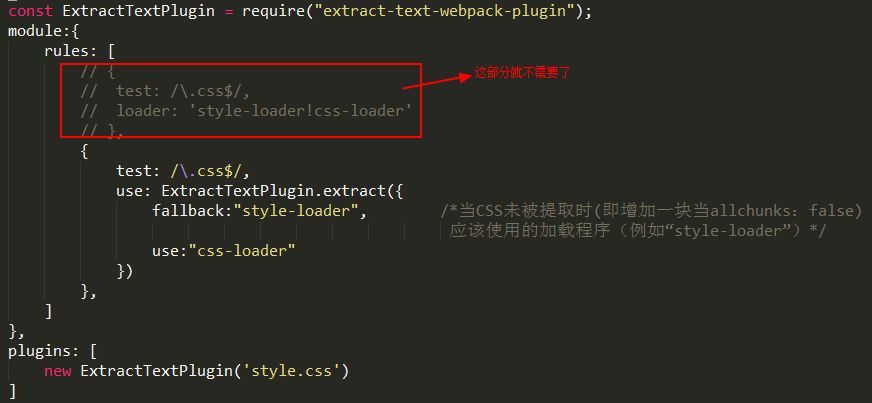 const ExtractTextPlugin = require("extract-text-webpack-plugin");
module:{
    rules: [
        // {
        //  test: /\.css$/,
        //  loader: 'style-loader!css-loader'
        // },
这部分就不需要了
        {
            test: /\.css$/,
            use: ExtractTextPlugin.extract({
                fallback:"style-loader",        /*当CSS未被提取时(即增加一块当allchunks：false)
                                                 应该使用的加载程序（例如“style-loader”）*/
                use:"css-loader"
            })
        },
    ]
},
plugins: [
    new ExtractTextPlugin('style.css')
]